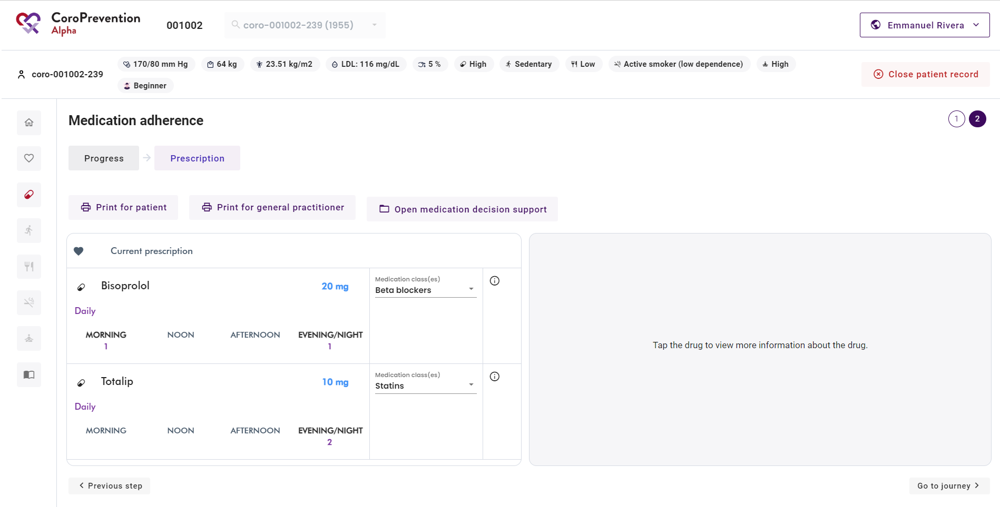 CoroPrevention
Alpha
001002
coro-001002-239 (1955)
Emmanuel Rivera
coro-001002-239
170/80 mm Hg
64 kg
23.51 kg/m2
LDL: 116 mg/dL
5 %
High
Sedentary
Low
Active smoker (low dependence)
High
Beginner
Close patient record
Medication adherence
1
2
Progress
Prescription
Print for patient
Print for general practitioner
Open medication decision support
Current prescription
Bisoprolol
20 mg
Medication class(es)
Beta blockers
Daily
MORNING NOON AFTERNOON EVENING/NIGHT
1 1
Totalip
10 mg
Medication class(es)
Statins
Daily
MORNING NOON AFTERNOON EVENING/NIGHT
2
Tap the drug to view more information about the drug.
Previous step
Go to journey